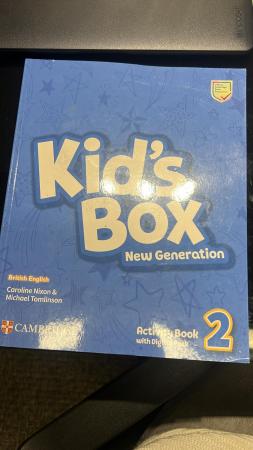 Kid's
BOX
New Generation
British English
Caroline Nixon &
Michael Tomlinson
CAMBRIDGE
Activity Book
with Digital Pack
2